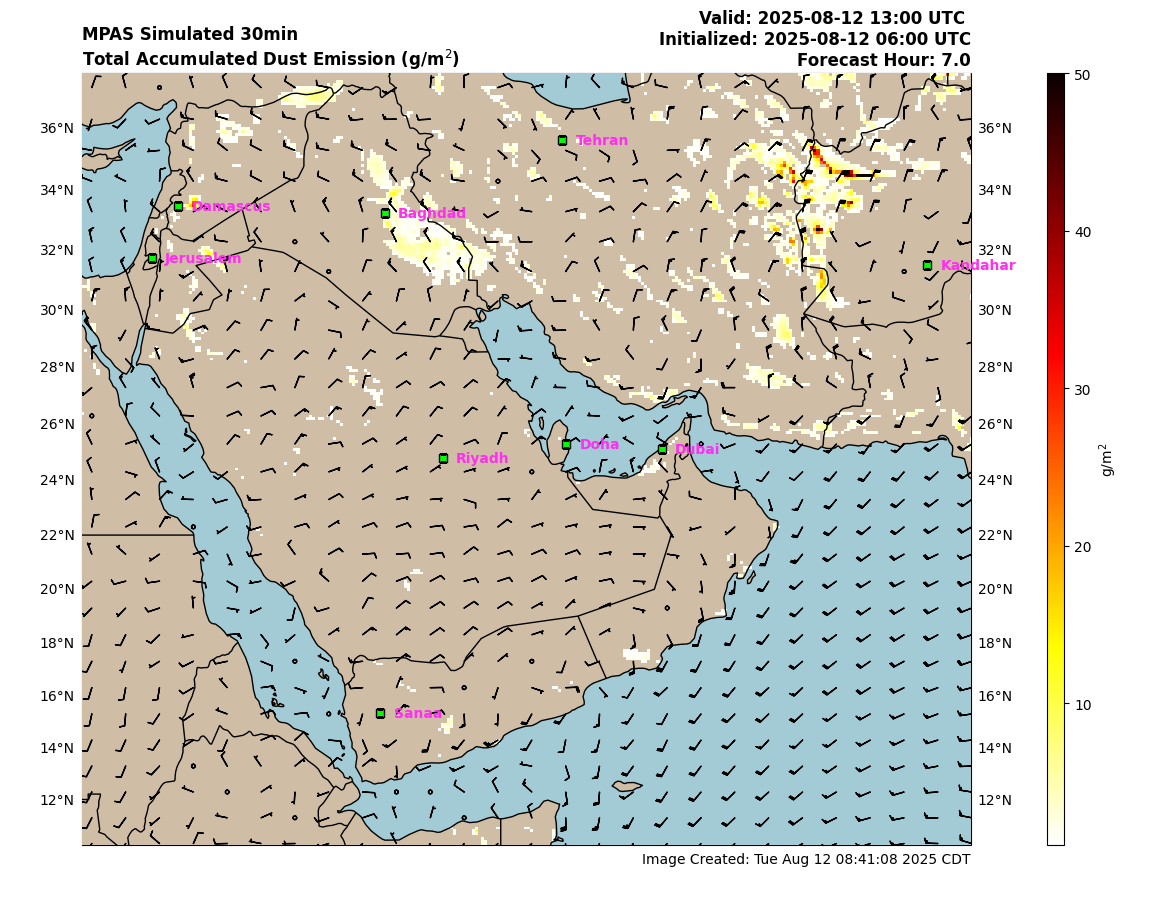 MPAS Simulated 30min
Total Accumulated Dust Emission (g/m²)
Valid: 2025-08-12 13:00 UTC
Initialized: 2025-08-12 06:00 UTC
Forecast Hour: 7.0
36°N
34°N
32°N
30°N
28°N
26°N
24°N
22°N
20°N
18°N
16°N
14°N
12°N
Tehran
Damascus
Baghdad
Jerusalem
Kandahar
Doha
Dubai
Riyadh
Sanaa
36°N
34°N
32°N
30°N
28°N
26°N
24°N
22°N
20°N
18°N
16°N
14°N
12°N
50
40
30
20
10
g/m²
Image Created: Tue Aug 12 08:41:08 2025 CDT